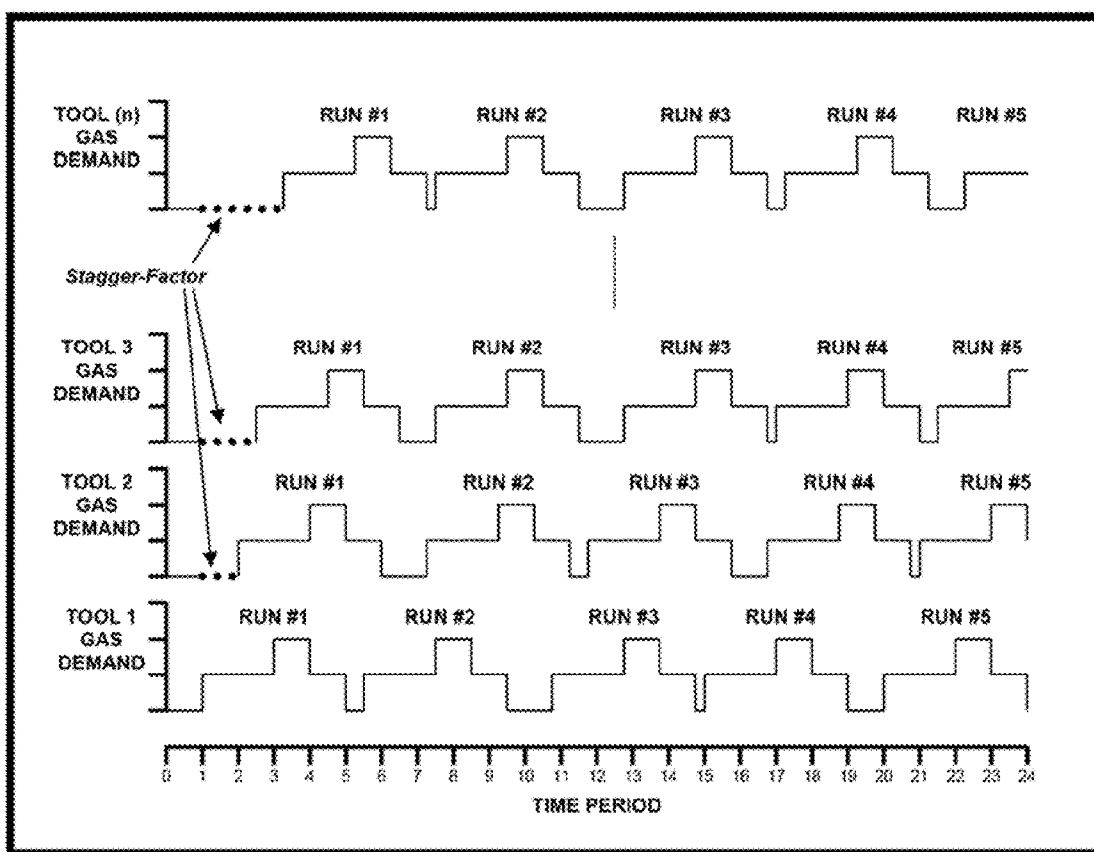 TOOL (n)
GAS
DEMAND
RUN #1 RUN #2 RUN #3 RUN #4 RUN #5
Stagger-Factor
TOOL 3
GAS
DEMAND
RUN #1 RUN #2 RUN #3 RUN #4 RUN #5
TOOL 2
GAS
DEMAND
RUN #1 RUN #2 RUN #3 RUN #4 RUN #5
TOOL 1
GAS
DEMAND
RUN #1 RUN #2 RUN #3 RUN #4 RUN #5
0 1 2 3 4 5 6 7 8 9 10 11 12 13 14 15 16 17 18 19 20 21 22 23 24
TIME PERIOD